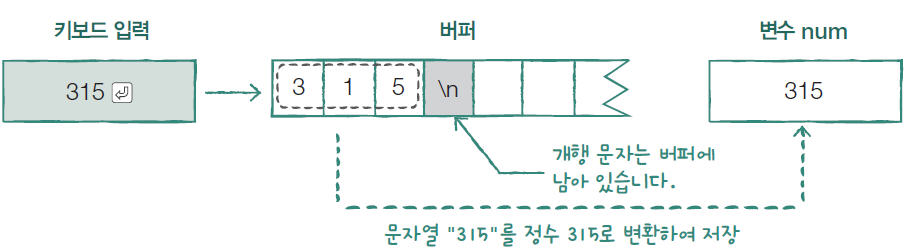 키보드 입력
버퍼
변수 num
315
3 1 5 \n
315
개행 문자는 버퍼에
남아 있습니다.
문자열 "315"를 정수 315로 변환하여 저장